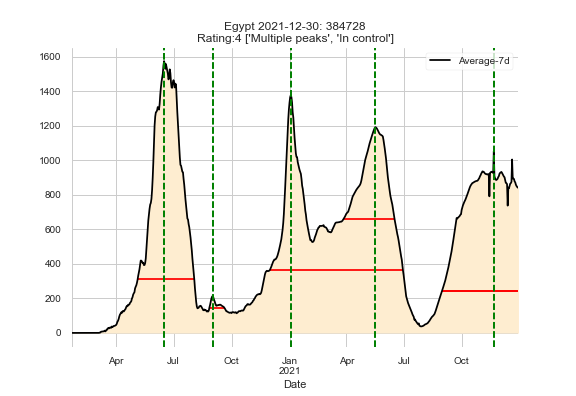 Egypt 2021-12-30: 384728
Rating:4 ['Multiple peaks', 'In control']
Average-7d
1600
1400
1200
1000
800
600
400
200
0
Apr Jul Oct Jan Apr Jul Oct
2021
Date